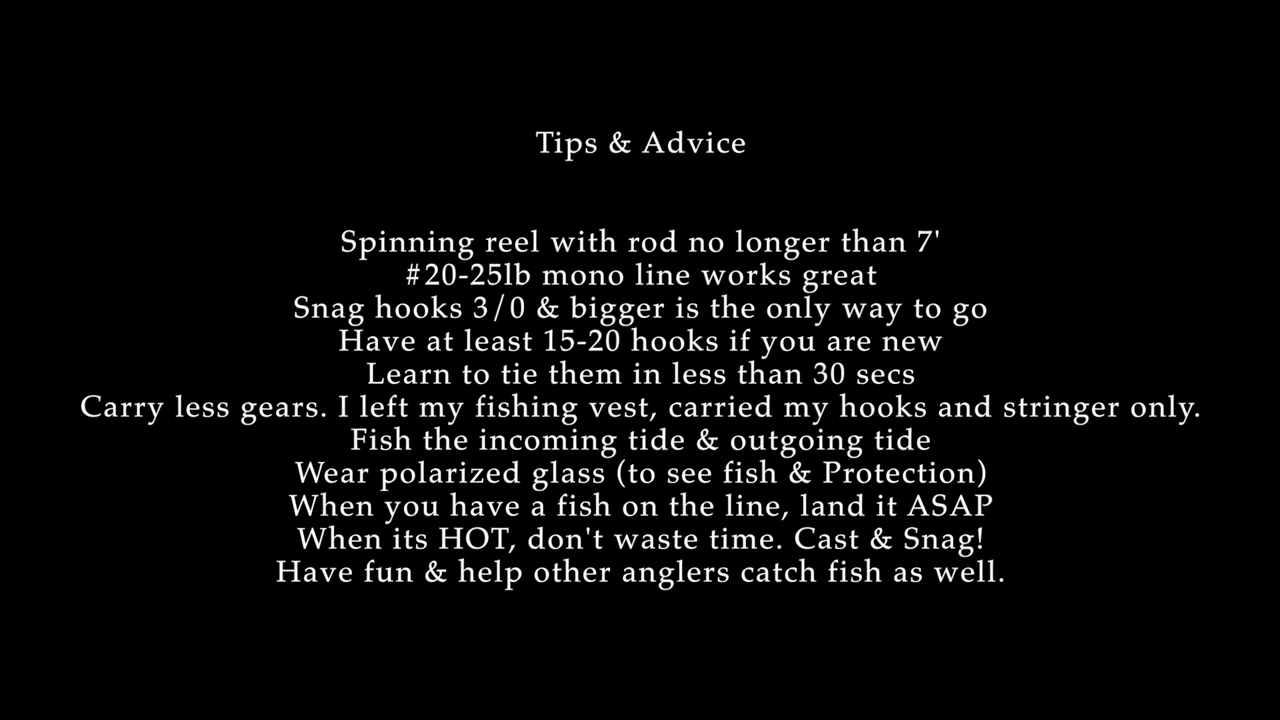 Tips & Advice
Spinning reel with rod no longer than 7'
#20-25lb mono line works great
Snag hooks 3/0 & bigger is the only way to go
Have at least 15-20 hooks if you are new
Learn to tie them in less than 30 secs
Carry less gears. I left my fishing vest, carried my hooks and stringer only.
Fish the incoming tide & outgoing tide
Wear polarized glass (to see fish & Protection)
When you have a fish on the line, land it ASAP
When its HOT, don't waste time. Cast & Snag!
Have fun & help other anglers catch fish as well.